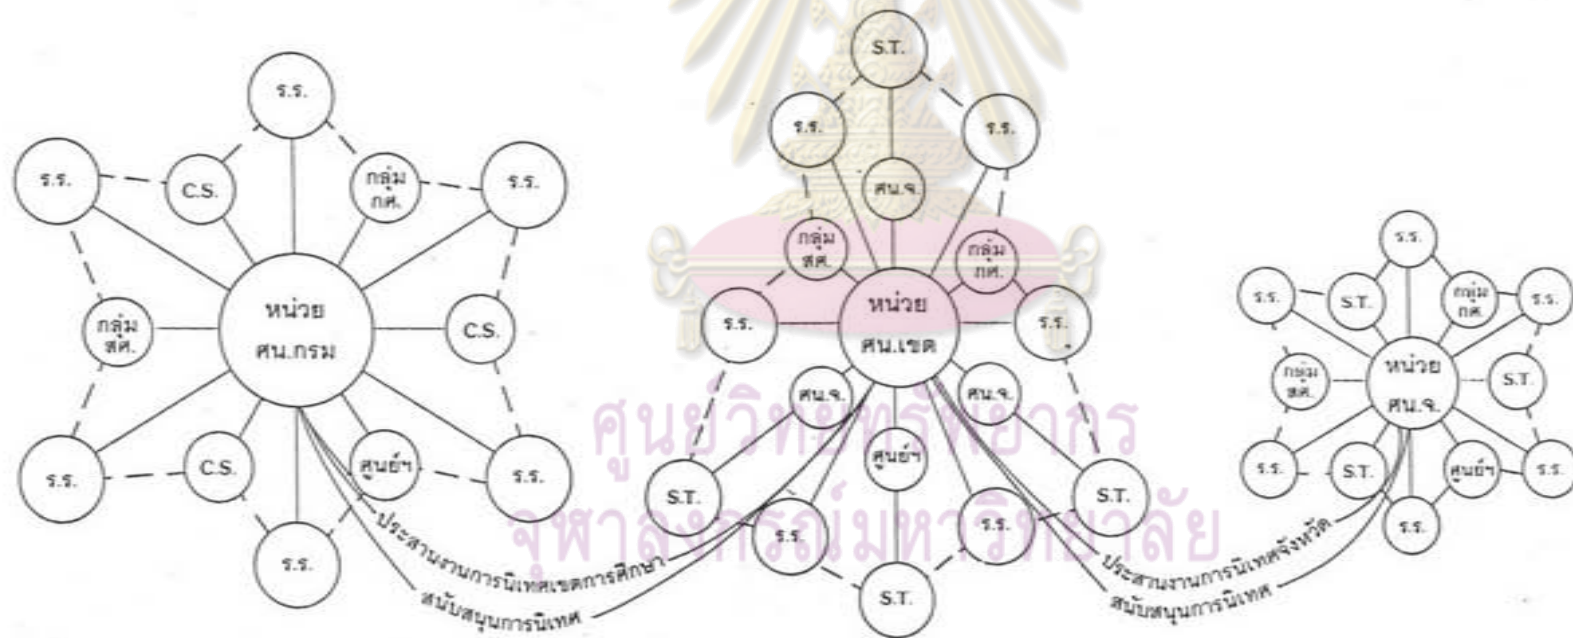 ร.ร.
ร.ร.
C.S.
กลุ่ม
กศ.
ร.ร.
หน่วย
ศน.กรม
กลุ่ม
สศ.
C.S.
ร.ร.
C.S.
ศูนย์ฯ
ร.ร.
ร.ร.
ประสานงานการนิเทศเขตการศึกษา
สนับสนุนการนิเทศ
S.T.
ร.ร.
ร.ร.
ศน.จ.
กลุ่ม
สศ.
กลุ่ม
กศ.
ร.ร.
หน่วย
ศน.เขต
ร.ร.
ศน.จ.
ศน.จ.
ศูนย์ฯ
S.T.
S.T.
ร.ร.
ร.ร.
S.T.
ประสานงานการนิเทศจังหวัด
สนับสนุนการนิเทศ
ร.ร.
ร.ร.
S.T.
กลุ่ม
กศ.
ร.ร.
กลุ่ม
สศ.
หน่วย
ศน.จ.
S.T.
ร.ร.
S.T.
ศูนย์ฯ
ร.ร.
ร.ร.
ศูนย์วิทยทรัพยากร
จุฬาลงกรณ์มหาวิทยาลัย